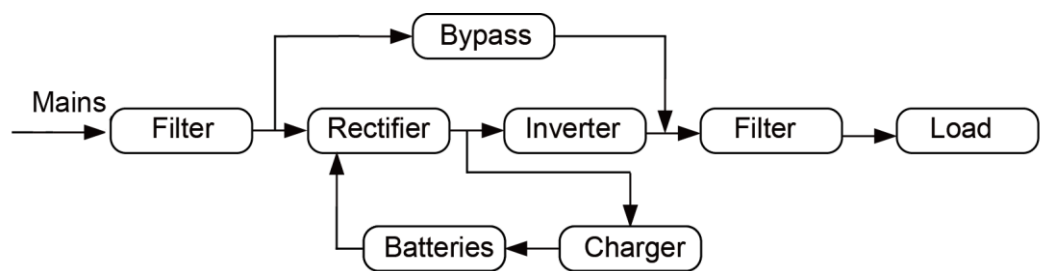 Bypass
Mains
Filter
Rectifier
Inverter
Filter
Load
Batteries
Charger